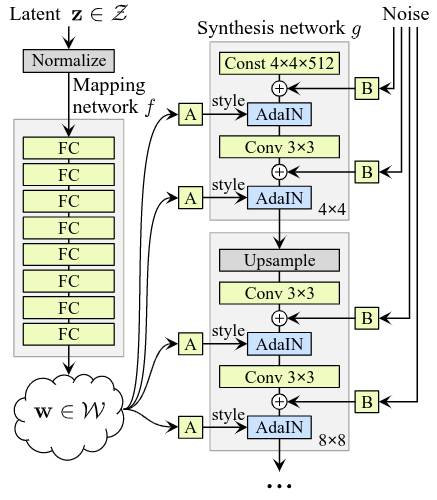 Latent z ∈ 𝒵
Normalize
Mapping
network f
FC
FC
FC
FC
FC
FC
FC
FC
w ∈ 𝒲
Synthesis network g
Noise
Const 4×4×512
+
B
A
style
AdaIN
Conv 3×3
+
B
A
style
AdaIN
4×4
Upsample
Conv 3×3
+
B
A
style
AdaIN
Conv 3×3
+
B
A
style
AdaIN
8×8
...